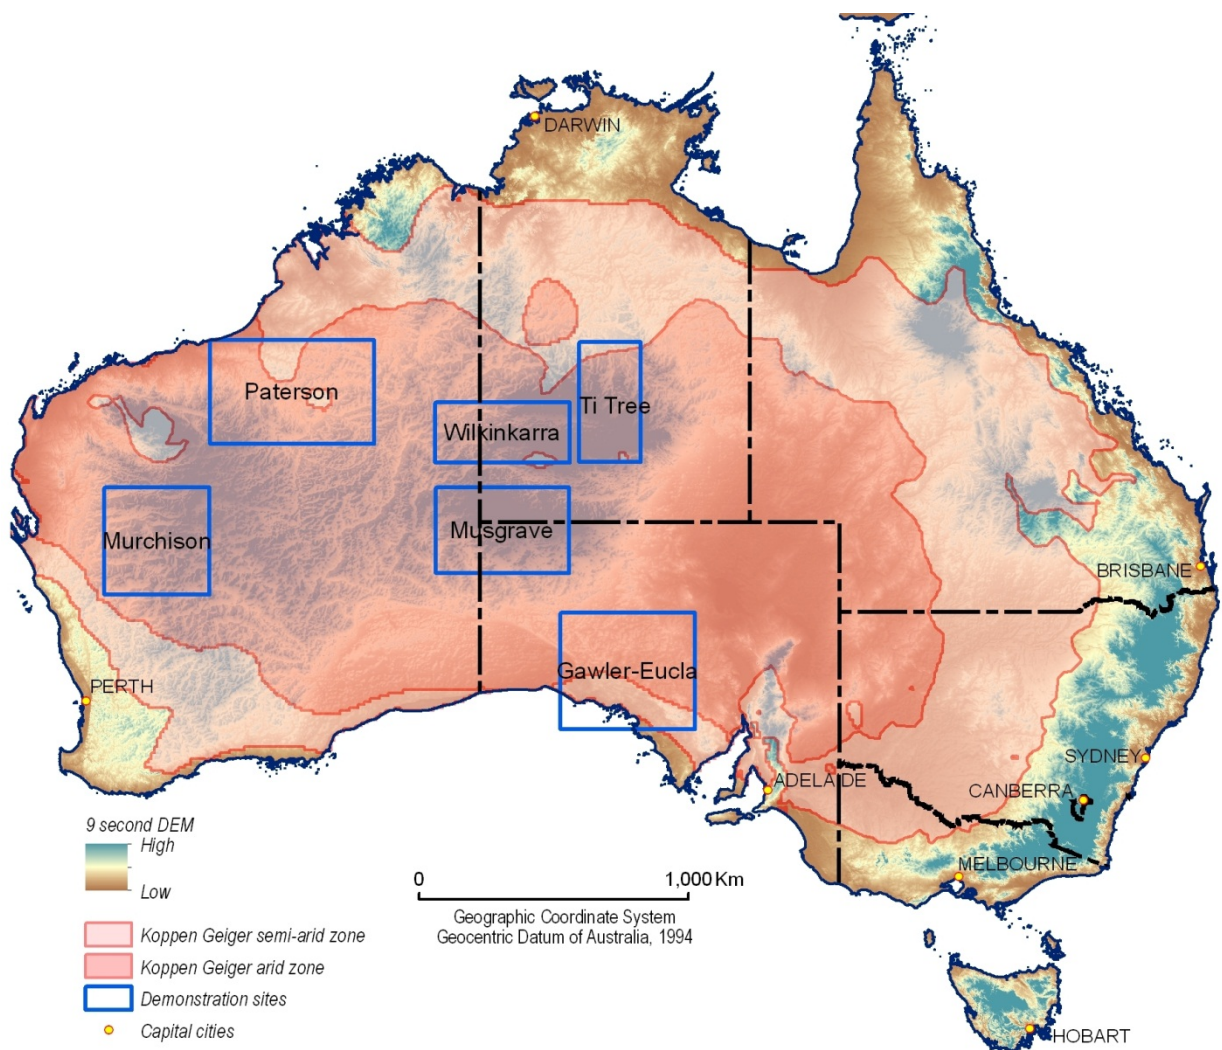 DARWIN
Paterson
Ti Tree
Wilkinkarra
Musgrave
Murchison
BRISBANE
Gawler-Eucla
PERTH
SYDNEY
ADELAIDE
CANBERRA
MELBOURNE
HOBART
9 second DEM
High
Low
0 1,000 Km
Geographic Coordinate System
Geocentric Datum of Australia, 1994
Koppen Geiger semi-arid zone
Koppen Geiger arid zone
Demonstration sites
Capital cities